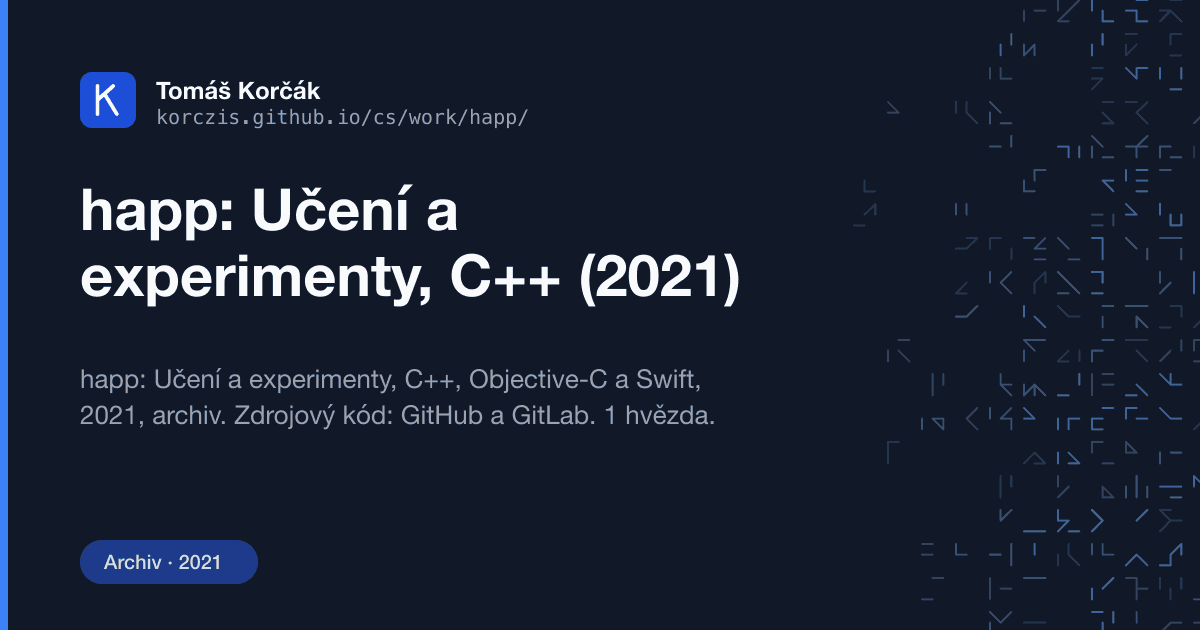 K
Tomáš Korčák
korczis.github.io/cs/work/happ/
happ: Učení a
experimenty, C++ (2021)
happ: Učení a experimenty, C++, Objective-C a Swift,
2021, archiv. Zdrojový kód: GitHub a GitLab. 1 hvězda.
Archiv · 2021